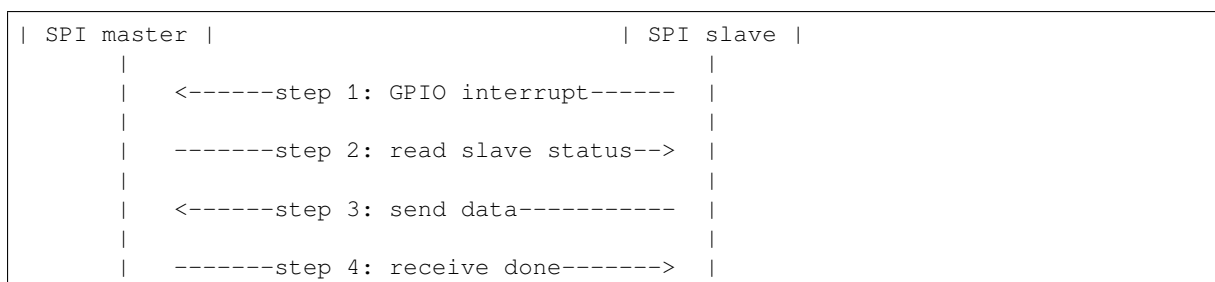 | SPI master |                                | SPI slave |
      |                                              |
      |   <------step 1: GPIO interrupt------  |
      |                                              |
      |   -------step 2: read slave status-->  |
      |                                              |
      |   <------step 3: send data-----------  |
      |                                              |
      |   -------step 4: receive done------->  |